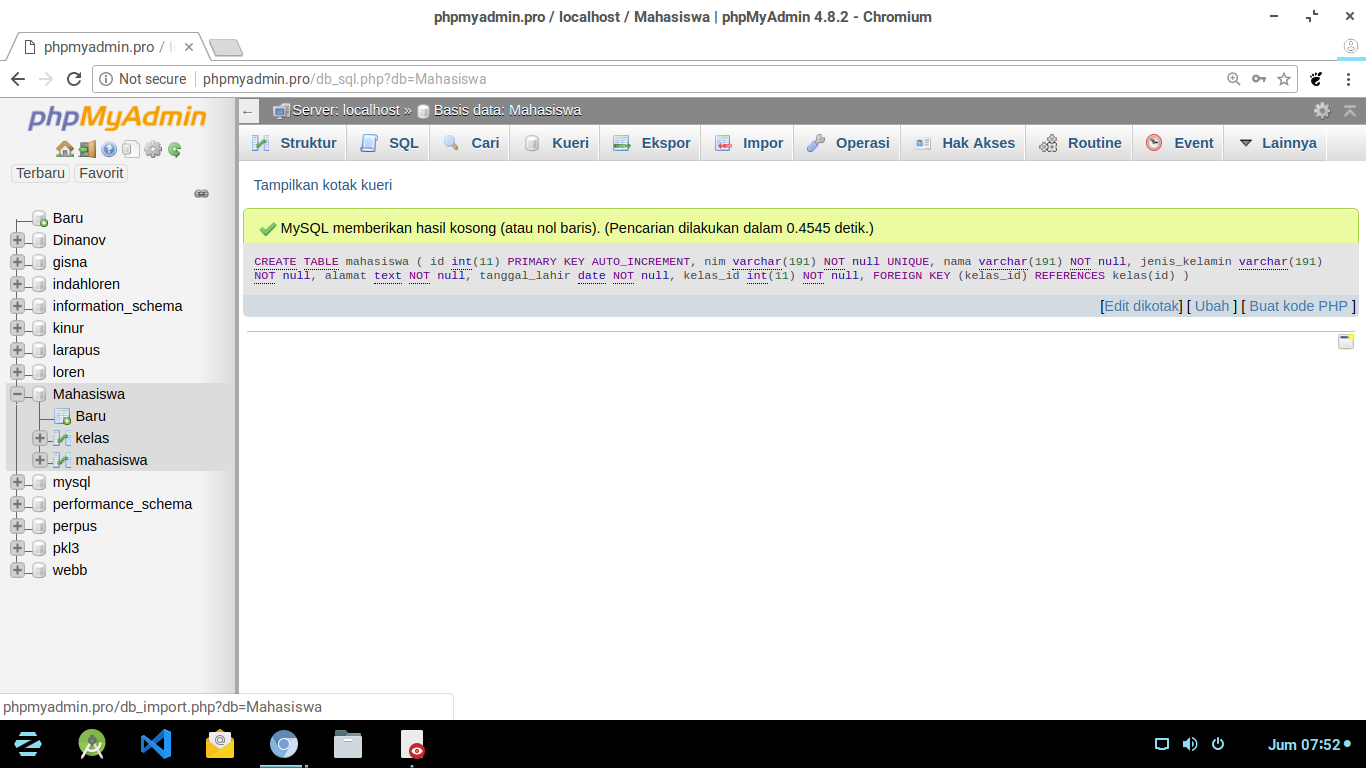 phpmyadmin.pro / localhost / Mahasiswa | phpMyAdmin 4.8.2 - Chromium
phpmyadmin.pro / l
Not secure phpmyadmin.pro/db_sql.php?db=Mahasiswa
phpMyAdmin
Terbaru Favorit
Baru
Dinanov
gisna
indahloren
information_schema
kinur
larapus
loren
Mahasiswa
Baru
kelas
mahasiswa
mysql
performance_schema
perpus
pkl3
webb
Server: localhost » Basis data: Mahasiswa
Struktur SQL Cari Kueri Ekspor Impor Operasi Hak Akses Routine Event Lainnya
Tampilkan kotak kueri
MySQL memberikan hasil kosong (atau nol baris). (Pencarian dilakukan dalam 0.4545 detik.)
CREATE TABLE mahasiswa ( id int(11) PRIMARY KEY AUTO_INCREMENT, nim varchar(191) NOT null UNIQUE, nama varchar(191) NOT null, jenis_kelamin varchar(191)
NOT null, alamat text NOT null, tanggal_lahir date NOT null, kelas_id int(11) NOT null, FOREIGN KEY (kelas_id) REFERENCES kelas(id) )
[Edit dikotak] [ Ubah ] [ Buat kode PHP ]
phpmyadmin.pro/db_import.php?db=Mahasiswa
Jum 07:52